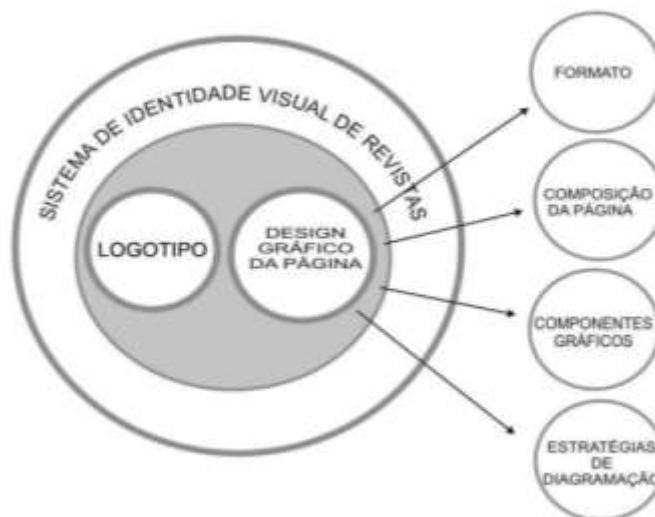 SISTEMA DE IDENTIDADE VISUAL DE REVISTAS
LOGOTIPO
DESIGN
GRÁFICO
DA PÁGINA
FORMATO
COMPOSIÇÃO
DA PÁGINA
COMPONENTES
GRÁFICOS
ESTRATÉGIAS
DE
DIAGRAMAÇÃO